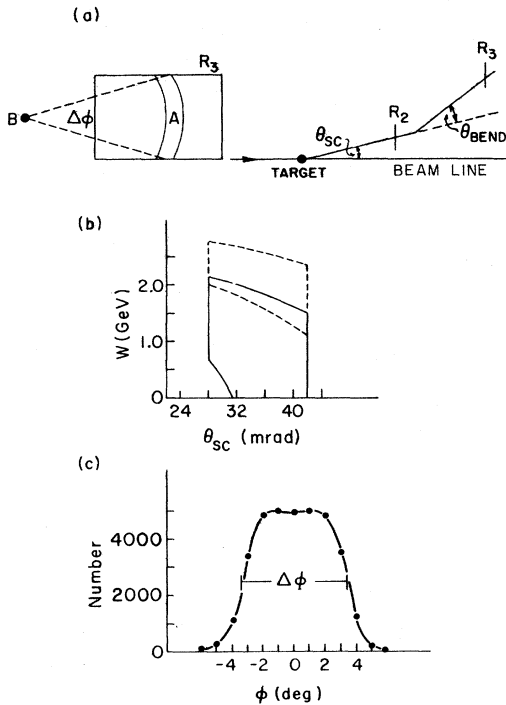 (a)
R₃
B Δϕ A
R₃
R₂
θSC
θBEND
TARGET
BEAM LINE
(b)
W (GeV)
2.0
1.0
0
24 32 40
θSC (mrad)
(c)
Number
4000
2000
0
Δϕ
-4 -2 0 2 4
ϕ (deg)